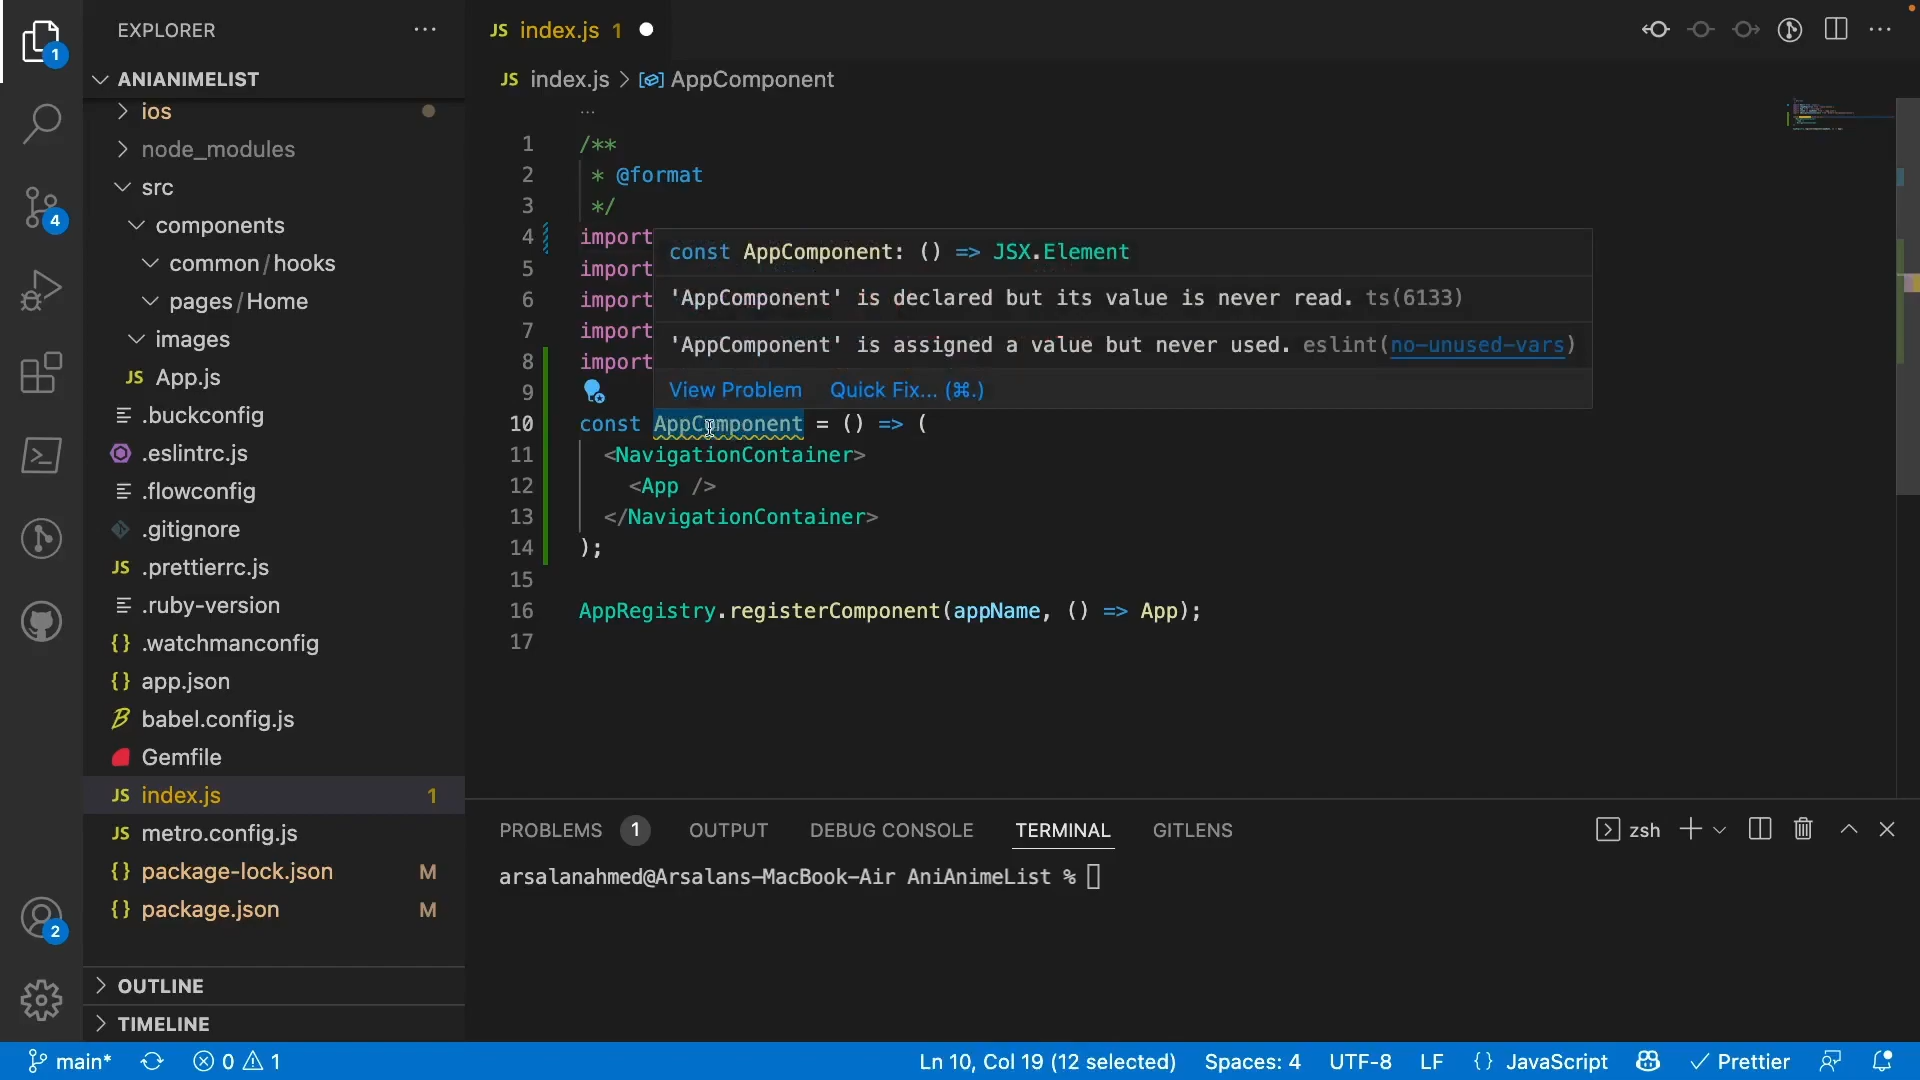 EXPLORER
1
ANIANIMELIST
ios
node_modules
src
components
common/hooks
pages/Home
images
JS App.js
.buckconfig
.eslintrc.js
.flowconfig
.gitignore
JS .prettierrc.js
.ruby-version
{} .watchmanconfig
{} app.json
babel.config.js
Gemfile
JS index.js 1
JS metro.config.js
{} package-lock.json M
{} package.json M
OUTLINE
TIMELINE
4
2
JS index.js 1
JS index.js > AppComponent
...
1 /**
2 * @format
3 */
4 import
5 import
6 import
7 import
8 import
9
const AppComponent: () => JSX.Element
'AppComponent' is declared but its value is never read. ts(6133)
'AppComponent' is assigned a value but never used. eslint(no-unused-vars)
View Problem Quick Fix... (⌘.)
10 const AppComponent = () => (
11 <NavigationContainer>
12 <App />
13 </NavigationContainer>
14 );
15
16 AppRegistry.registerComponent(appName, () => App);
17
PROBLEMS 1 OUTPUT DEBUG CONSOLE TERMINAL GITLENS zsh
arsalanahmed@Arsalans-MacBook-Air AniAnimeList %
main* 0 1 Ln 10, Col 19 (12 selected) Spaces: 4 UTF-8 LF {} JavaScript Prettier